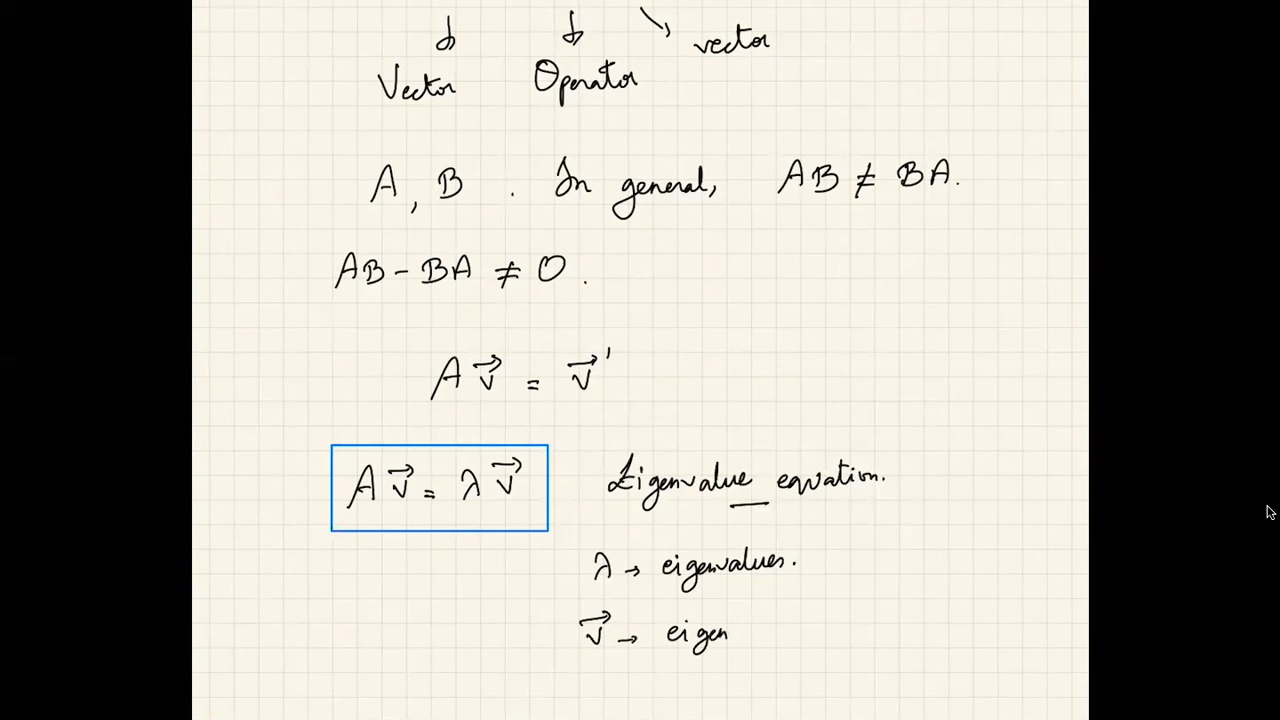 vector
Vector Operator
A, B. In general, AB ≠ BA.
AB - BA ≠ 0.
A v⃗ = v⃗'
A v⃗ = λ v⃗ Eigenvalue equation.
λ → eigenvalues.
v⃗ → eigen